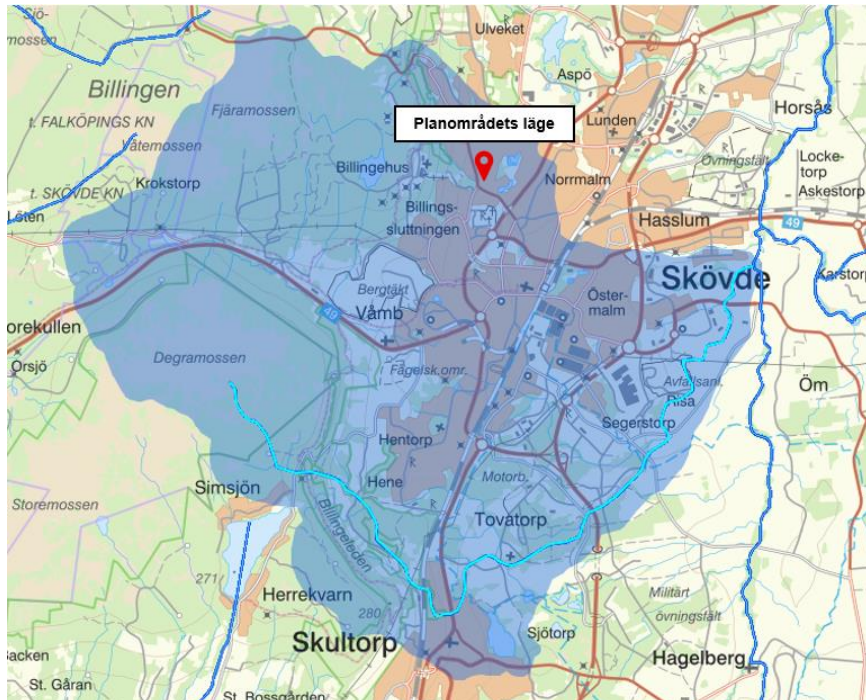 Sjö-
mossen
Ulveket
Billingen
Fjäramossen
Aspö
Planområdets läge
Lunden
Horsås
t. FALKÖPINGS KN
Våtemossen
Billingehus
Övningsfält
Locke-
torp
Krokstorp
Norrmalm
Askestorp
t. SKÖVDE KN
Billings-
sluttningen
Hasslum
49
Skövde
Bergtäkt
Öster-
malm
Karstorp
49
Våmb
orekullen
Orsjö
Degramossen
Fågelsk.omr.
Avfallsanl.
Öm
Risa
Segerstorp
Hentorp
Motorb.
Simsjön
Hene
Storemossen
Tovatorp
Billingeleden
271
Militärt
övningsfält
Herrekvarn
280
Sjötorp
Skultorp
Hagelberg
Backen
St. Gåran
St. Bossgården